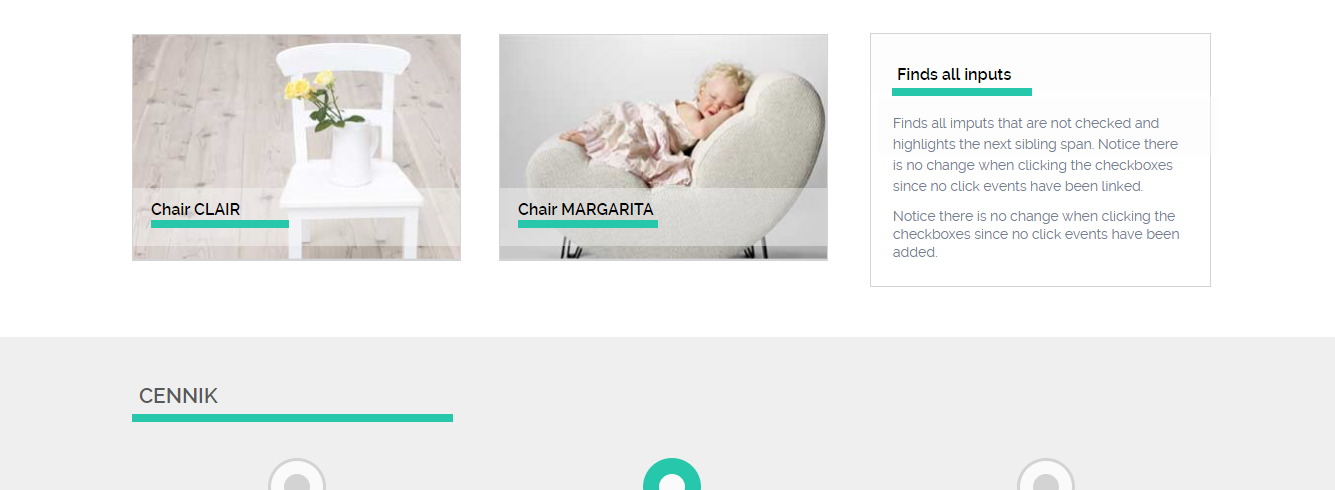 Chair CLAIR
Chair MARGARITA
Finds all inputs
Finds all imputs that are not checked and
highlights the next sibling span. Notice there
is no change when clicking the checkboxes
since no click events have been linked.
Notice there is no change when clicking the
checkboxes since no click events have been
added.
CENNIK